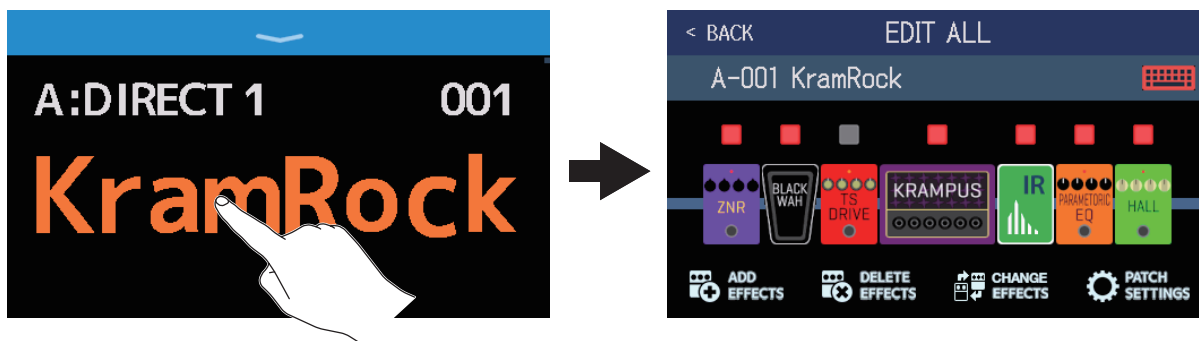 A:DIRECT 1 001
KramRock
< BACK EDIT ALL
A-001 KramRock
ZNR
BLACK
WAH
TS
DRIVE
KRAMPUS
IR
PARAMETORIC
EQ
HALL
ADD
EFFECTS
DELETE
EFFECTS
CHANGE
EFFECTS
PATCH
SETTINGS